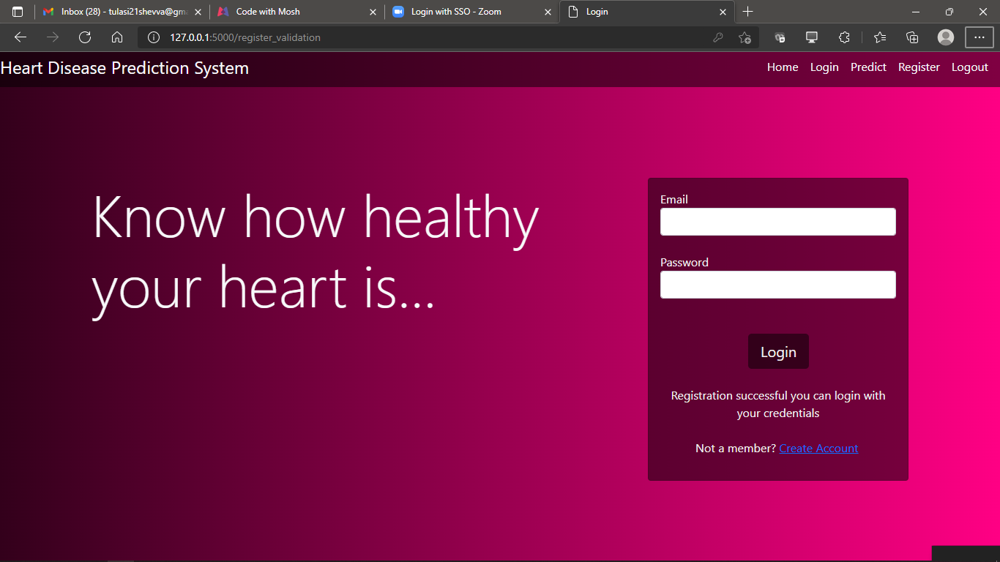 Inbox (28) - tulasi21shevva@gma
Code with Mosh
Login with SSO - Zoom
Login
127.0.0.1:5000/register_validation
Heart Disease Prediction System
Home Login Predict Register Logout
Know how healthy
your heart is...
Email
Password
Login
Registration successful you can login with
your credentials
Not a member? Create Account